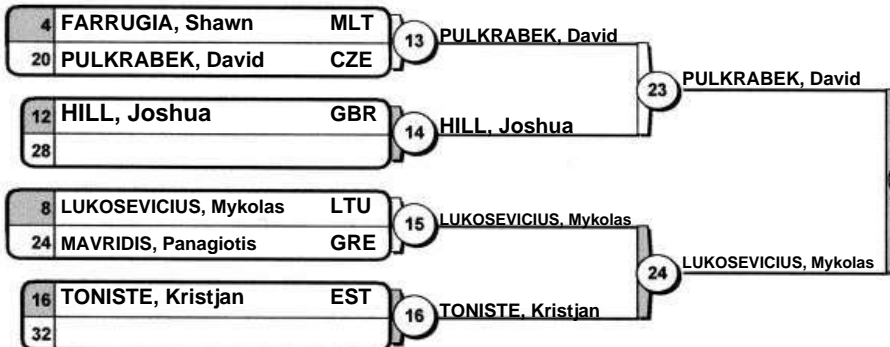 4 FARRUGIA, Shawn MLT
20 PULKRABEK, David CZE
13 PULKRABEK, David
23 PULKRABEK, David
12 HILL, Joshua GBR
28
14 HILL, Joshua
8 LUKOSEVICIUS, Mykolas LTU
24 MAVRIDIS, Panagiotis GRE
15 LUKOSEVICIUS, Mykolas
24 LUKOSEVICIUS, Mykolas
16 TONISTE, Kristjan EST
32
16 TONISTE, Kristjan